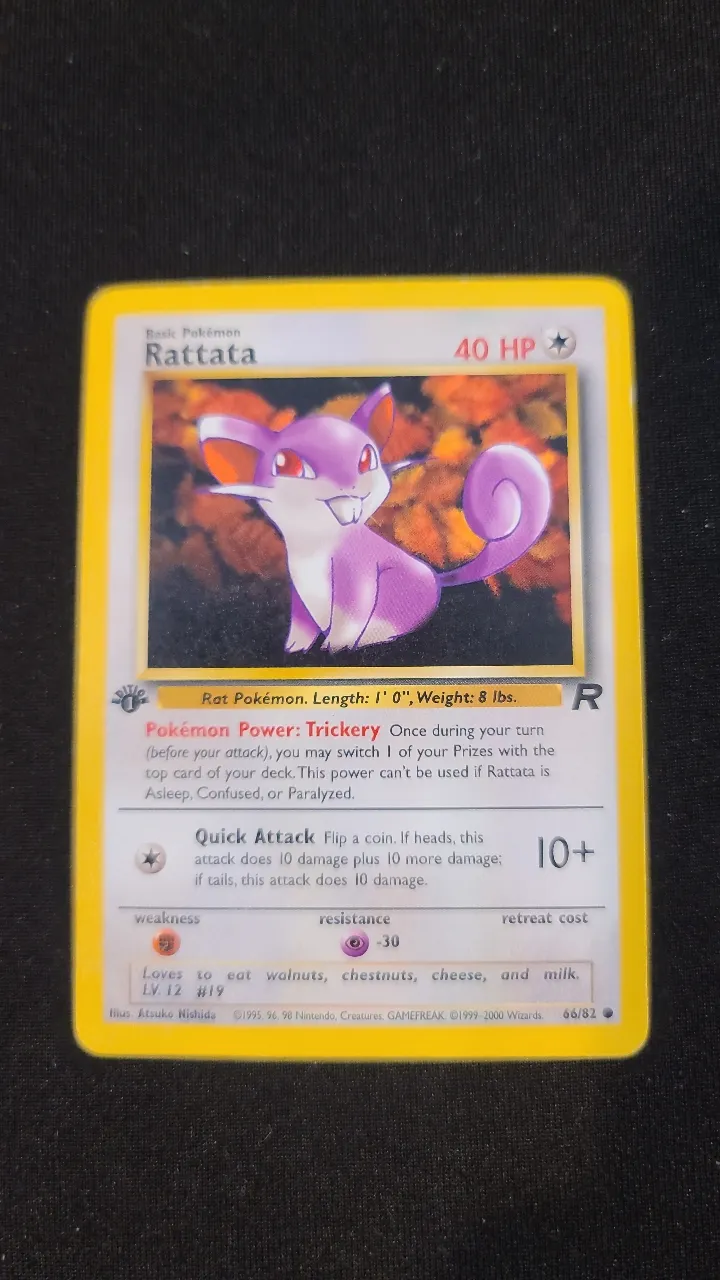 Basic Pokémon
Rattata 40 HP
EDITION
1
Rat Pokémon. Length: 1' 0", Weight: 8 lbs.
R
Pokémon Power: Trickery Once during your turn
(before your attack), you may switch 1 of your Prizes with the
top card of your deck. This power can't be used if Rattata is
Asleep, Confused, or Paralyzed.
Quick Attack Flip a coin. If heads, this
attack does 10 damage plus 10 more damage;
if tails, this attack does 10 damage.
10+
weakness resistance retreat cost
-30
Loves to eat walnuts, chestnuts, cheese, and milk.
LV. 12 #19
Illus. Atsuko Nishida ©1995, 96, 98 Nintendo, Creatures, GAMEFREAK. ©1999-2000 Wizards. 66/82